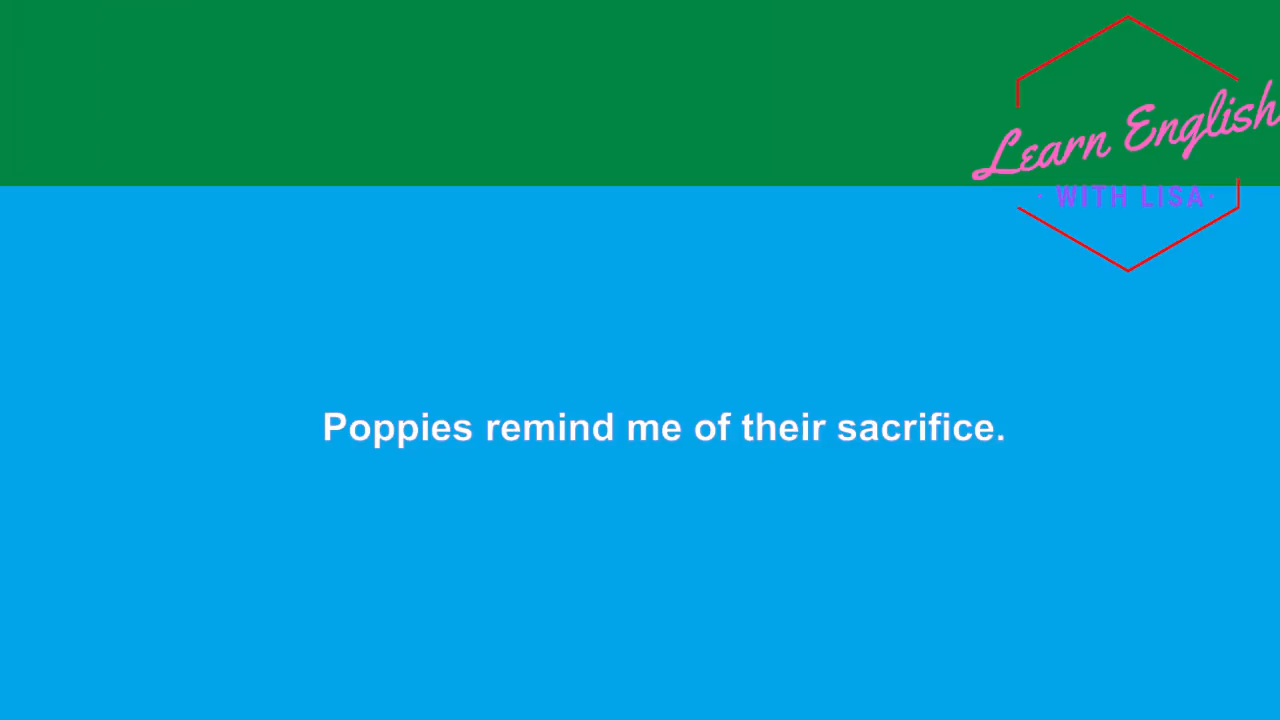 Learn English
· WITH LISA ·
Poppies remind me of their sacrifice.